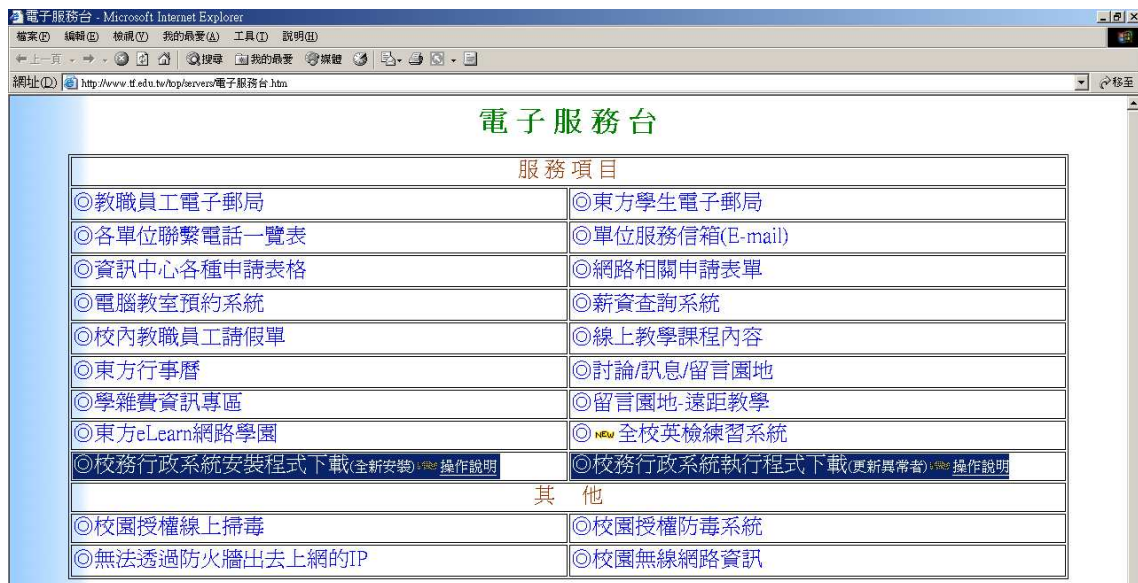 電子服務台 - Microsoft Internet Explorer
檔案(F) 編輯(E) 檢視(V) 我的最愛(A) 工具(T) 說明(H)
上一頁 搜尋 我的最愛 媒體
網址(D) http://www.tf.edu.tw/top/servers/電子服務台.htm 移至
電子服務台
服務項目
◎教職員工電子郵局 ◎東方學生電子郵局
◎各單位聯繫電話一覽表 ◎單位服務信箱(E-mail)
◎資訊中心各種申請表格 ◎網路相關申請表單
◎電腦教室預約系統 ◎薪資查詢系統
◎校內教職員工請假單 ◎線上教學課程內容
◎東方行事曆 ◎討論/訊息/留言園地
◎學雜費資訊專區 ◎留言園地-遠距教學
◎東方eLearn網路學園 ◎NEW 全校英檢練習系統
◎校務行政系統安裝程式下載(全新安裝) 操作說明 ◎校務行政系統執行程式下載(更新異常者) 操作說明
其 他
◎校園授權線上掃毒 ◎校園授權防毒系統
◎無法透過防火牆出去上網的IP ◎校園無線網路資訊